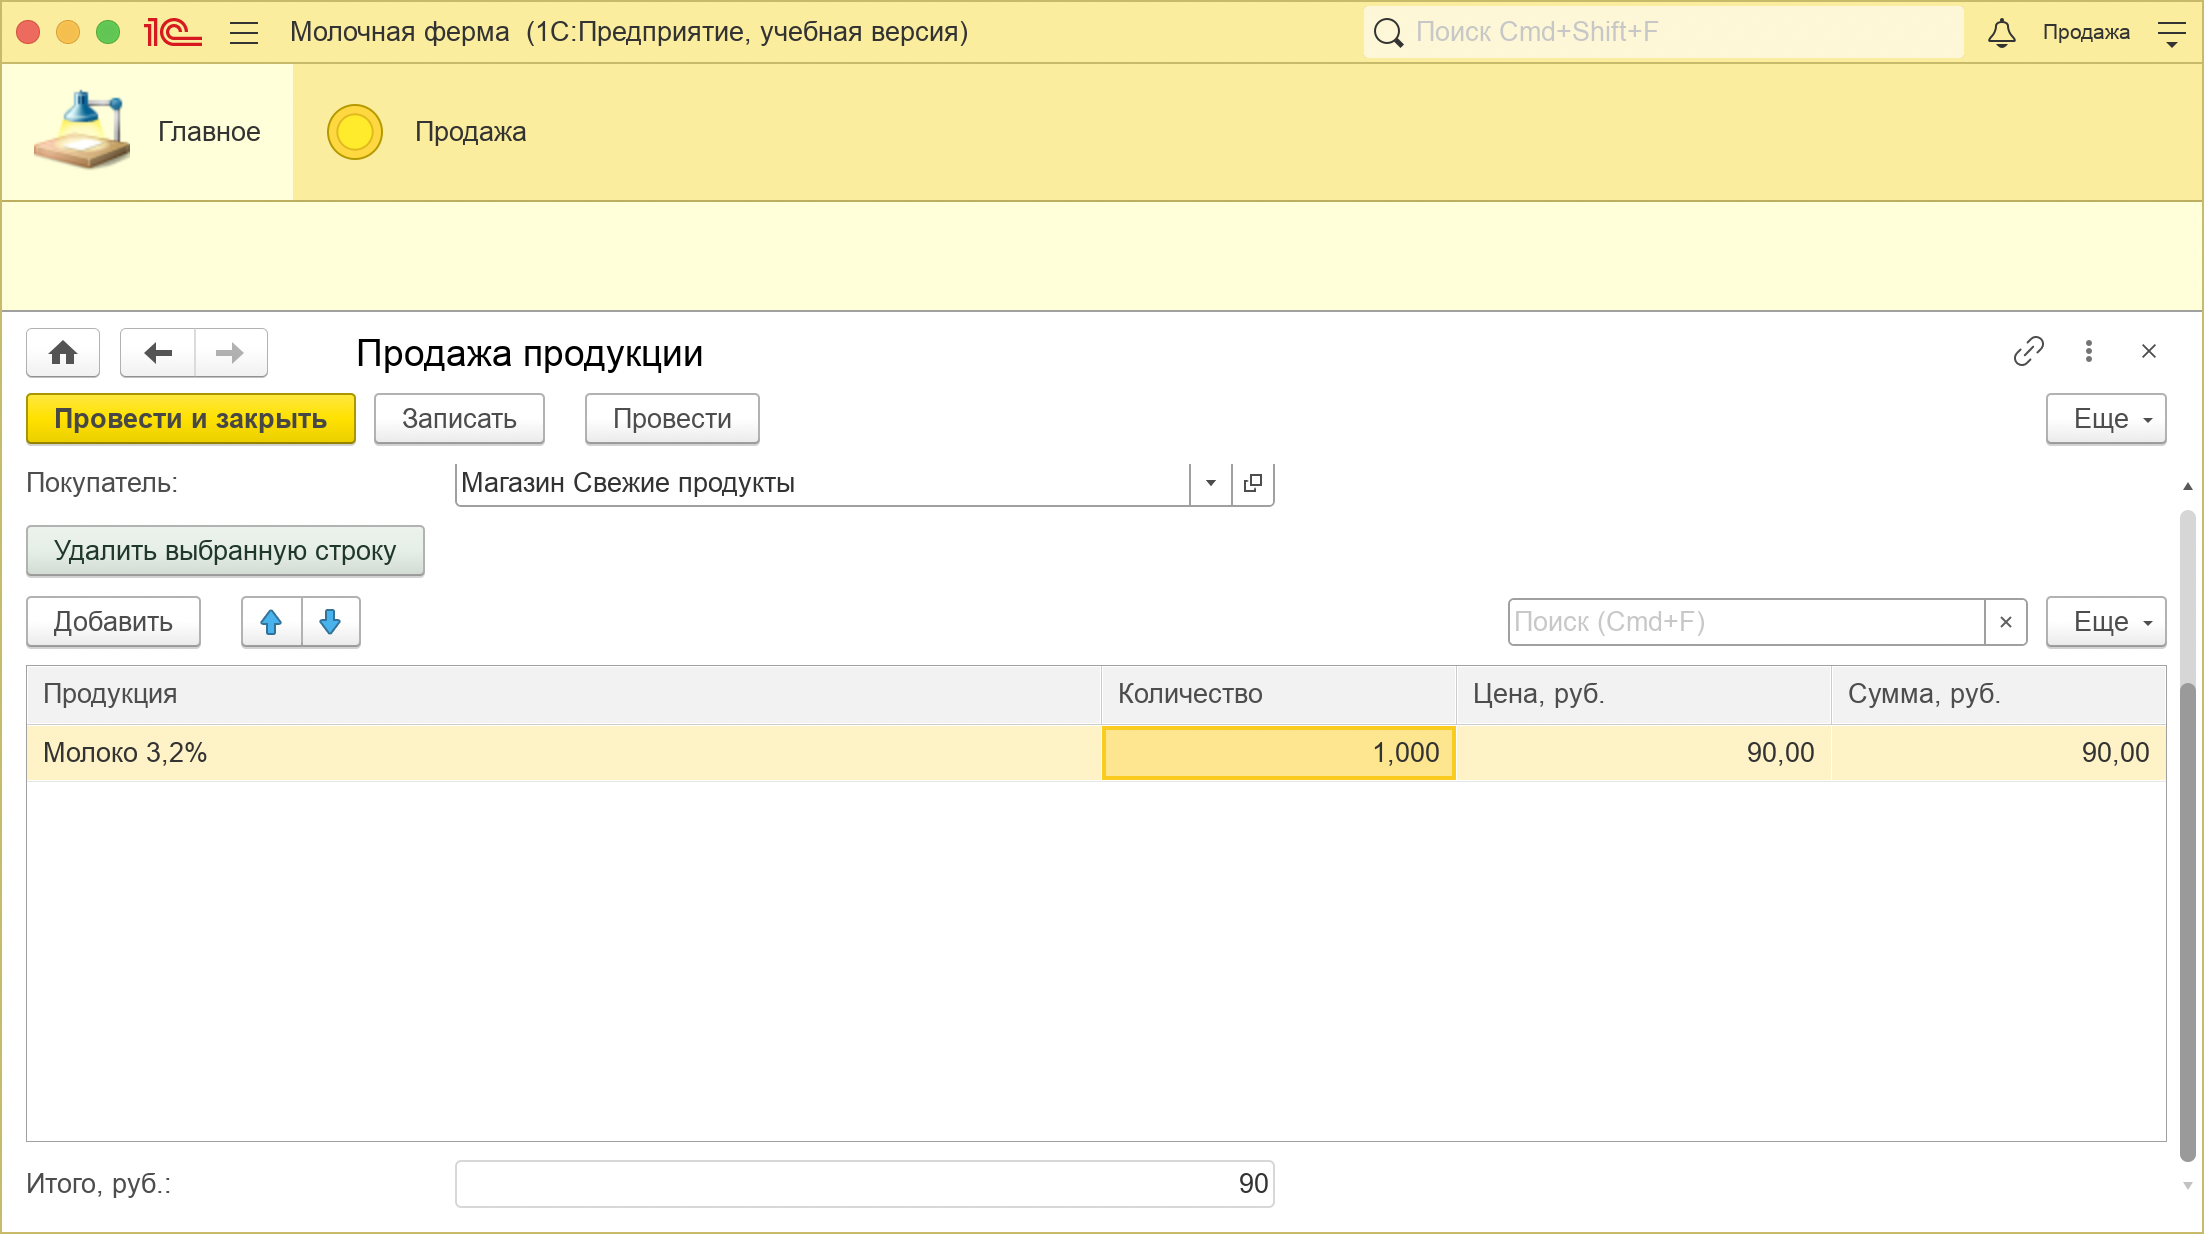 1С Молочная ферма (1С:Предприятие, учебная версия) Поиск Cmd+Shift+F Продажа
Главное Продажа
Продажа продукции
Провести и закрыть Записать Провести Еще
Покупатель: Магазин Свежие продукты
Удалить выбранную строку
Добавить Поиск (Cmd+F) × Еще
Продукция Количество Цена, руб. Сумма, руб.
Молоко 3,2% 1,000 90,00 90,00
Итого, руб.: 90